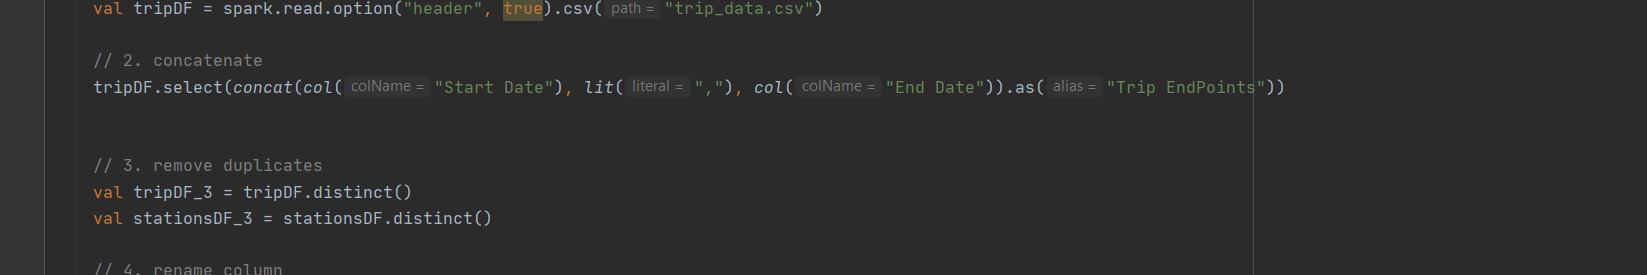 val tripDF = spark.read.option("header", true).csv( path = "trip_data.csv")
// 2. concatenate
tripDF.select(concat(col( colName = "Start Date"), lit( literal = ","), col( colName = "End Date")).as( alias = "Trip EndPoints"))
// 3. remove duplicates
val tripDF_3 = tripDF.distinct()
val stationsDF_3 = stationsDF.distinct()
// 4. rename column